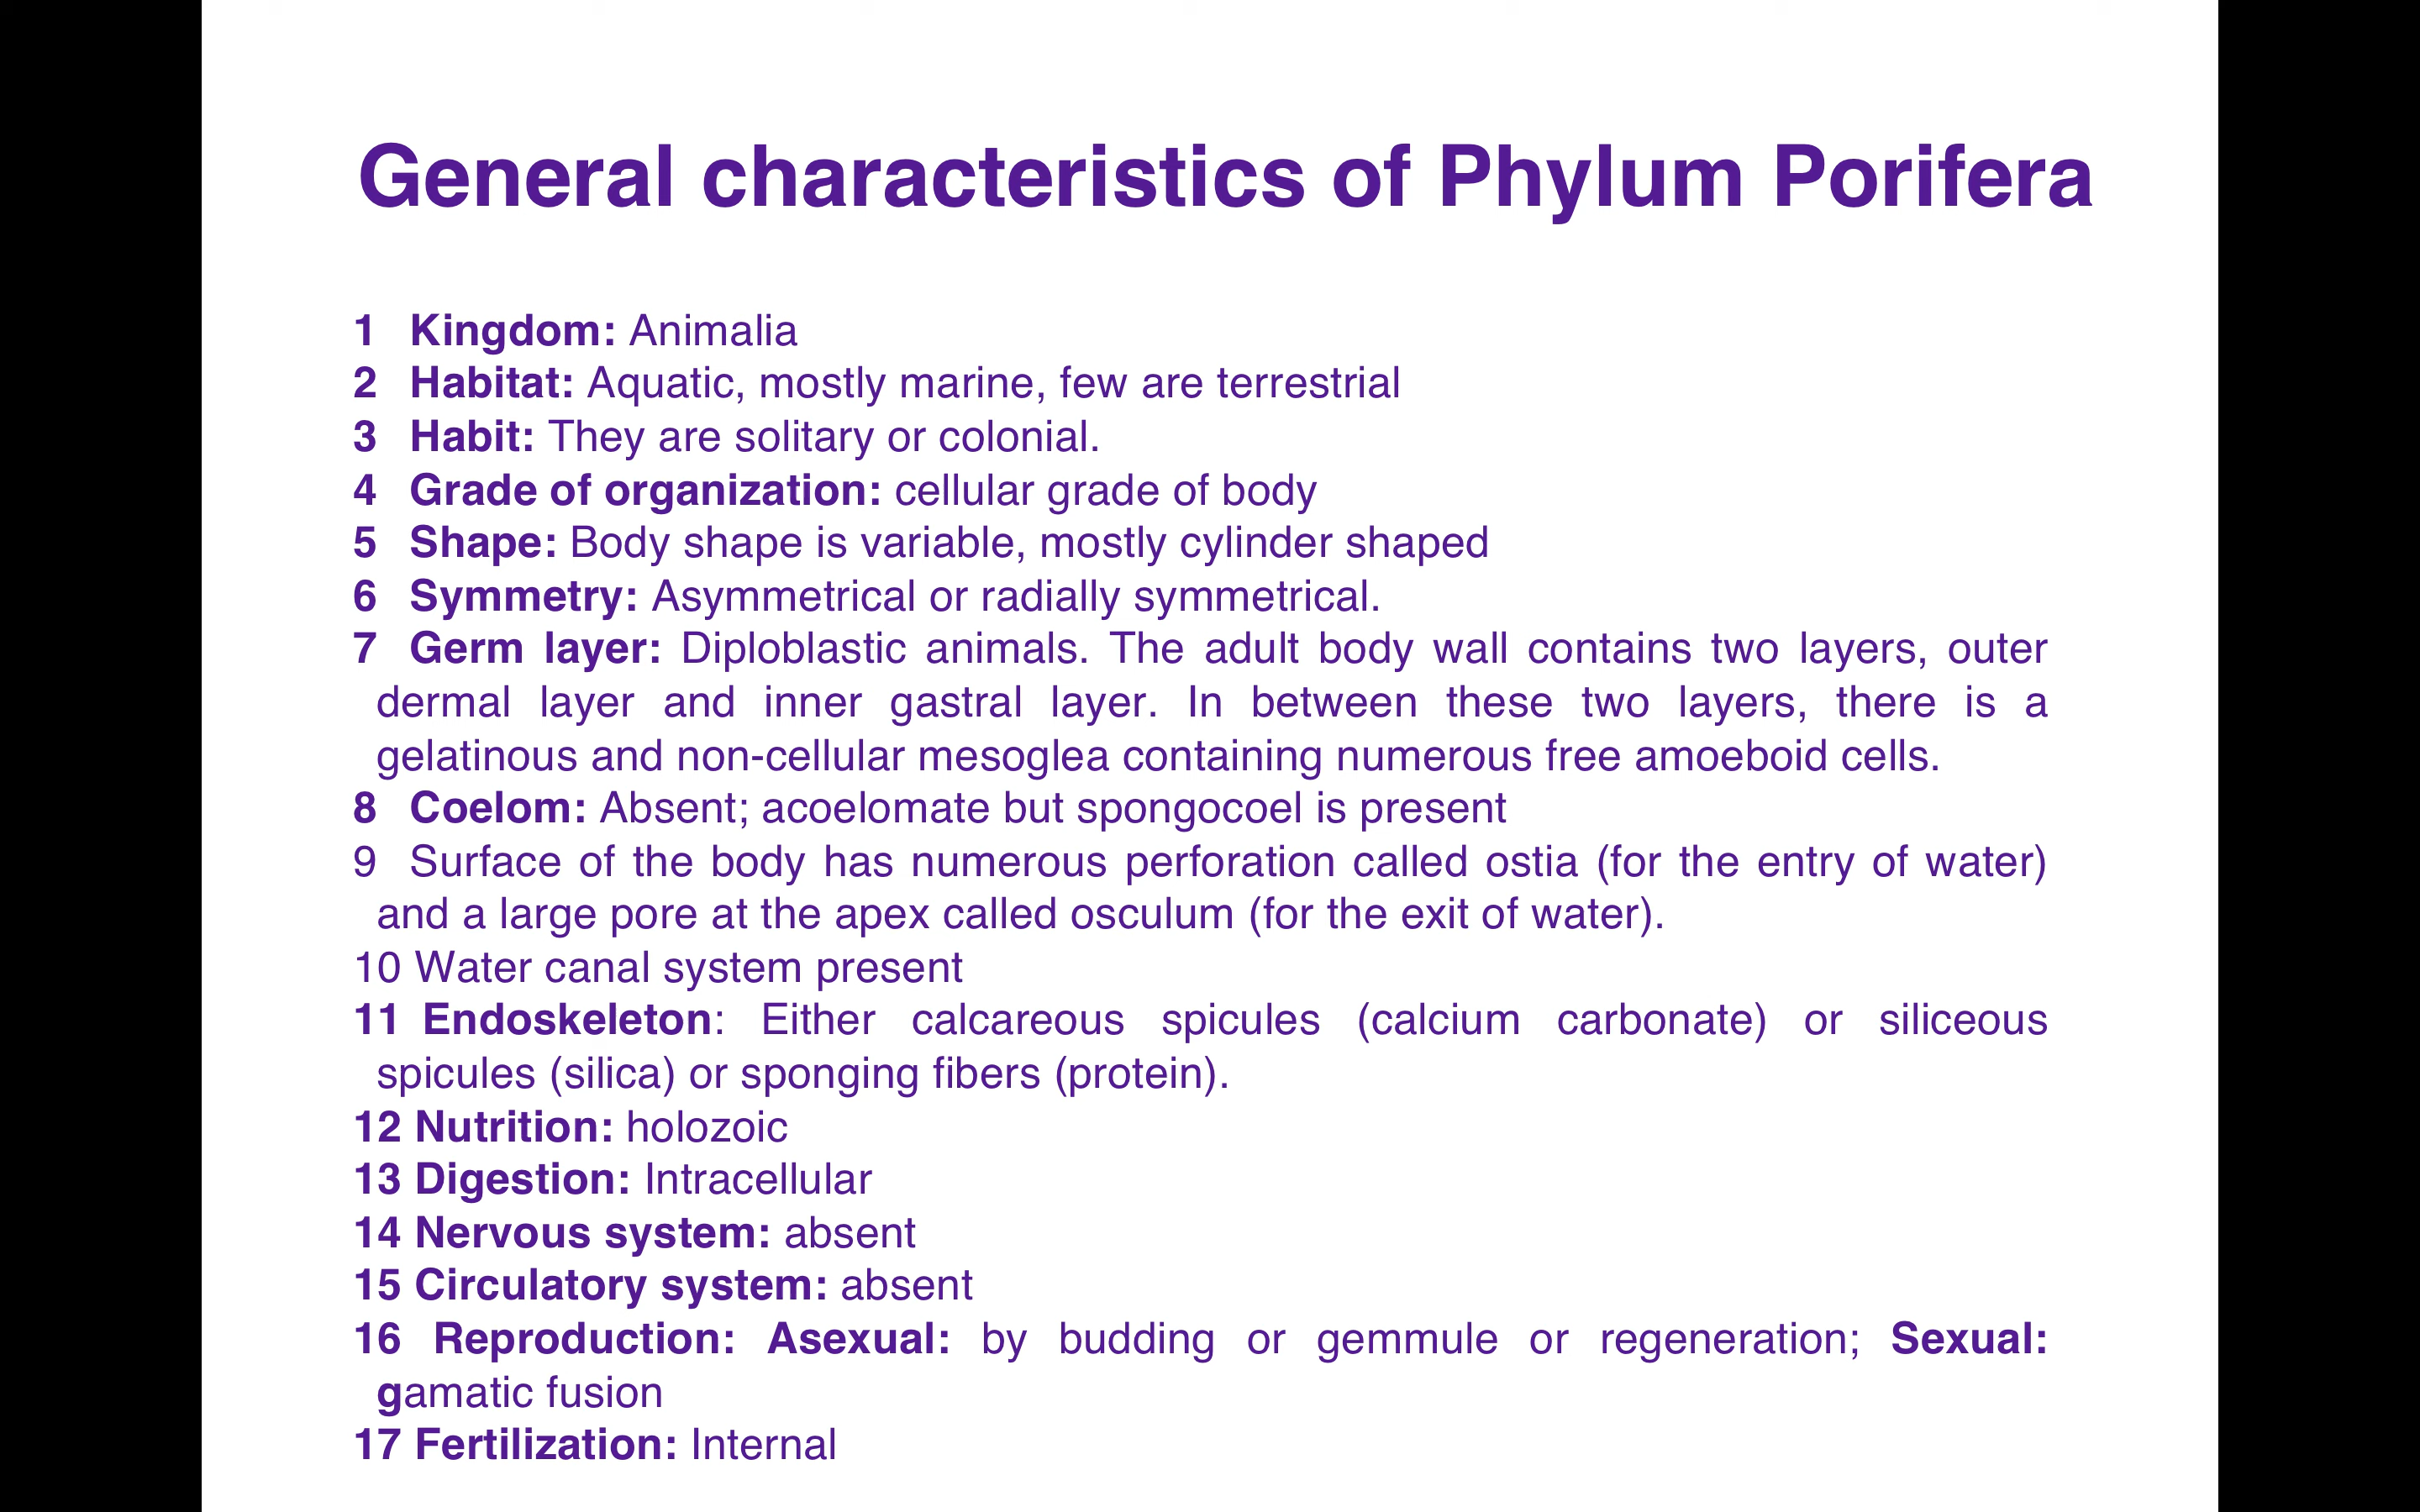 General characteristics of Phylum Porifera
1 Kingdom: Animalia
2 Habitat: Aquatic, mostly marine, few are terrestrial
3 Habit: They are solitary or colonial.
4 Grade of organization: cellular grade of body
5 Shape: Body shape is variable, mostly cylinder shaped
6 Symmetry: Asymmetrical or radially symmetrical.
7 Germ layer: Diploblastic animals. The adult body wall contains two layers, outer
dermal layer and inner gastral layer. In between these two layers, there is a
gelatinous and non-cellular mesoglea containing numerous free amoeboid cells.
8 Coelom: Absent; acoelomate but spongocoel is present
9 Surface of the body has numerous perforation called ostia (for the entry of water)
and a large pore at the apex called osculum (for the exit of water).
10 Water canal system present
11 Endoskeleton: Either calcareous spicules (calcium carbonate) or siliceous
spicules (silica) or sponging fibers (protein).
12 Nutrition: holozoic
13 Digestion: Intracellular
14 Nervous system: absent
15 Circulatory system: absent
16 Reproduction: Asexual: by budding or gemmule or regeneration; Sexual:
gamatic fusion
17 Fertilization: Internal